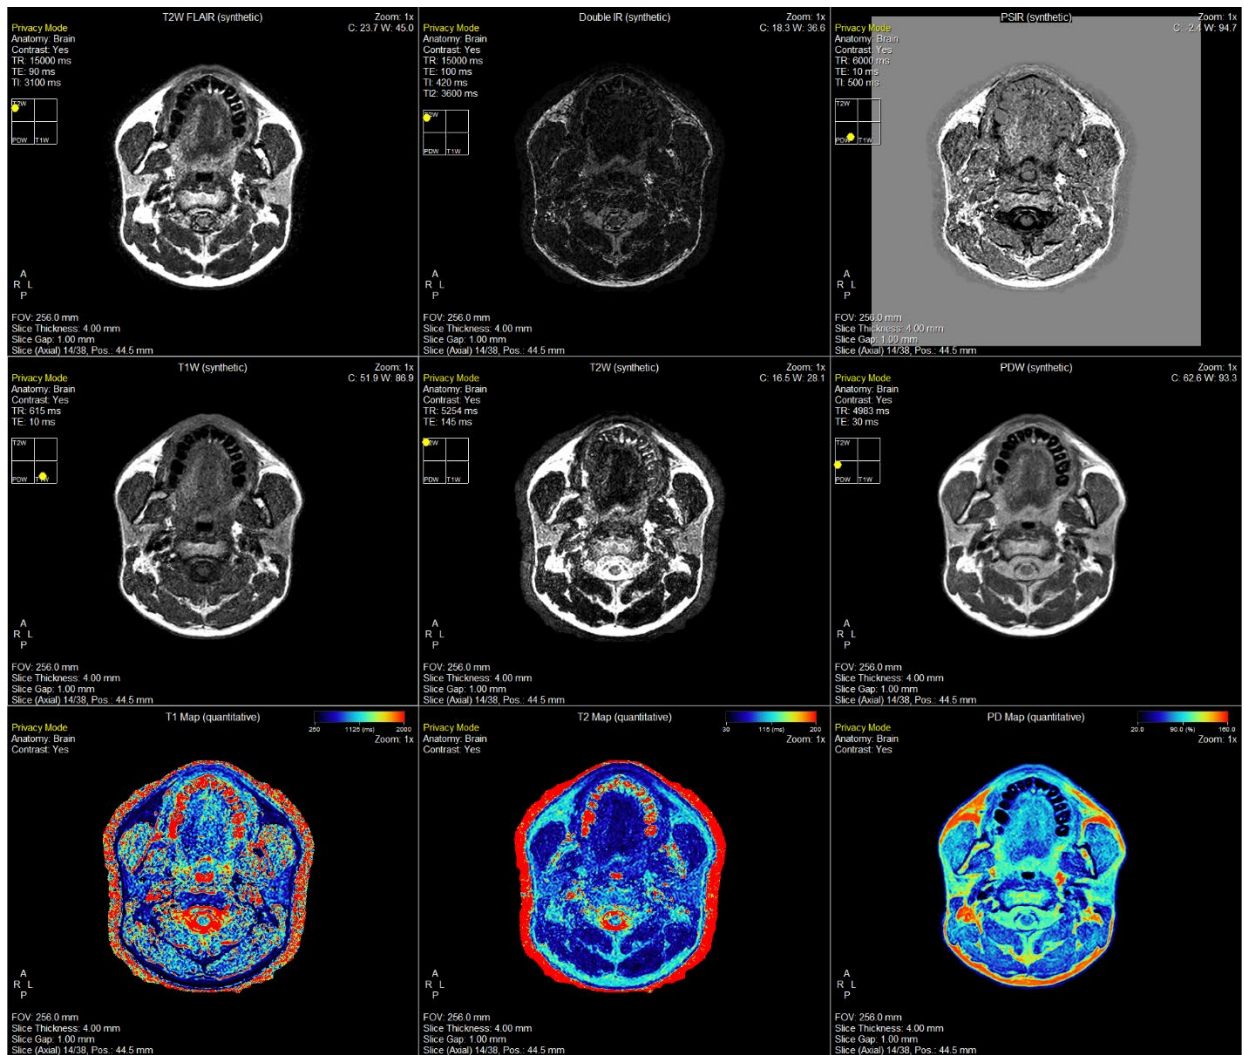 T2W FLAIR (synthetic)
Zoom: 1x
C: 23.7 W: 45.0
Privacy Mode
Anatomy: Brain
Contrast: Yes
TR: 15000 ms
TE: 90 ms
TI: 3100 ms
T2W
PDW T1W
A
R L
P
FOV: 256.0 mm
Slice Thickness: 4.00 mm
Slice Gap: 1.00 mm
Slice (Axial) 14/38, Pos.: 44.5 mm
Double IR (synthetic)
Zoom: 1x
C: 18.3 W: 36.6
Privacy Mode
Anatomy: Brain
Contrast: Yes
TR: 15000 ms
TE: 100 ms
TI: 420 ms
TI2: 3600 ms
T2W
PDW T1W
A
R L
P
FOV: 256.0 mm
Slice Thickness: 4.00 mm
Slice Gap: 1.00 mm
Slice (Axial) 14/38, Pos.: 44.5 mm
PSIR (synthetic)
Zoom: 1x
C: -2.4 W: 94.7
Privacy Mode
Anatomy: Brain
Contrast: Yes
TR: 6000 ms
TE: 10 ms
TI: 500 ms
T2W
PDW T1W
A
R L
P
FOV: 256.0 mm
Slice Thickness: 4.00 mm
Slice Gap: 1.00 mm
Slice (Axial) 14/38, Pos.: 44.5 mm
T1W (synthetic)
Zoom: 1x
C: 51.9 W: 86.9
Privacy Mode
Anatomy: Brain
Contrast: Yes
TR: 615 ms
TE: 10 ms
T2W
PDW T1W
A
R L
P
FOV: 256.0 mm
Slice Thickness: 4.00 mm
Slice Gap: 1.00 mm
Slice (Axial) 14/38, Pos.: 44.5 mm
T2W (synthetic)
Zoom: 1x
C: 16.5 W: 28.1
Privacy Mode
Anatomy: Brain
Contrast: Yes
TR: 5254 ms
TE: 145 ms
T2W
PDW T1W
A
R L
P
FOV: 256.0 mm
Slice Thickness: 4.00 mm
Slice Gap: 1.00 mm
Slice (Axial) 14/38, Pos.: 44.5 mm
PDW (synthetic)
Zoom: 1x
C: 62.6 W: 93.3
Privacy Mode
Anatomy: Brain
Contrast: Yes
TR: 4983 ms
TE: 30 ms
T2W
PDW T1W
A
R L
P
FOV: 256.0 mm
Slice Thickness: 4.00 mm
Slice Gap: 1.00 mm
Slice (Axial) 14/38, Pos.: 44.5 mm
T1 Map (quantitative)
250 1125 (ms) 2000
Zoom: 1x
Privacy Mode
Anatomy: Brain
Contrast: Yes
A
R L
P
FOV: 256.0 mm
Slice Thickness: 4.00 mm
Slice Gap: 1.00 mm
Slice (Axial) 14/38, Pos.: 44.5 mm
T2 Map (quantitative)
30 115 (ms) 200
Zoom: 1x
Privacy Mode
Anatomy: Brain
Contrast: Yes
A
R L
P
FOV: 256.0 mm
Slice Thickness: 4.00 mm
Slice Gap: 1.00 mm
Slice (Axial) 14/38, Pos.: 44.5 mm
PD Map (quantitative)
20.0 90.0 (%) 160.0
Zoom: 1x
Privacy Mode
Anatomy: Brain
Contrast: Yes
A
R L
P
FOV: 256.0 mm
Slice Thickness: 4.00 mm
Slice Gap: 1.00 mm
Slice (Axial) 14/38, Pos.: 44.5 mm